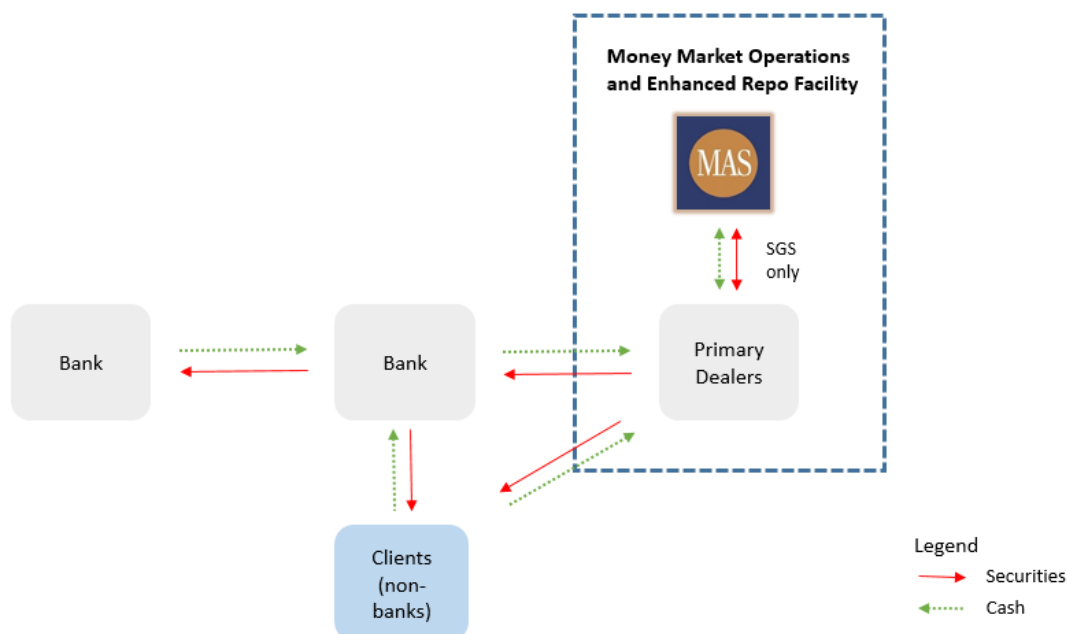 Money Market Operations
and Enhanced Repo Facility
MAS
SGS
only
Bank
Bank
Primary
Dealers
Clients
(non-
banks)
Legend
Securities
Cash